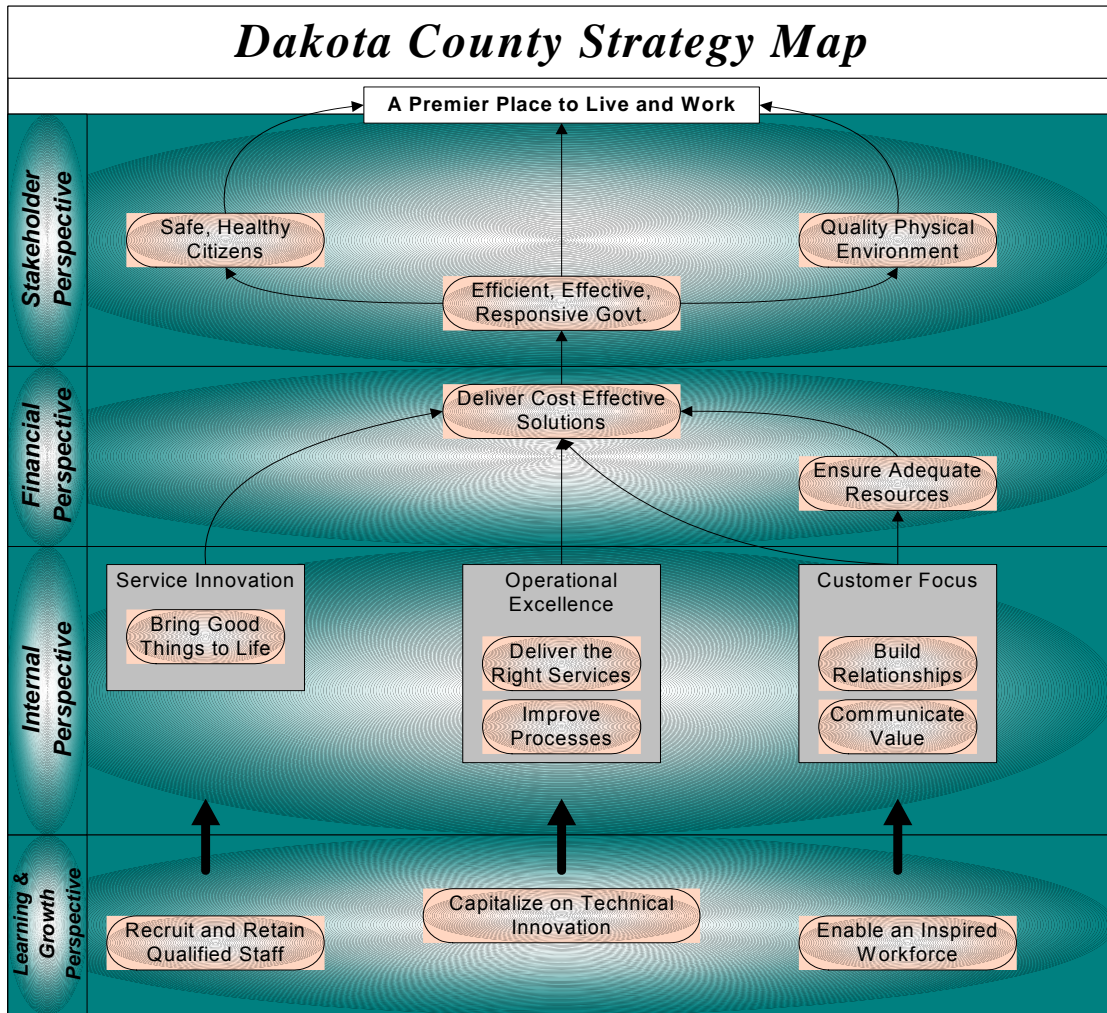 Dakota County Strategy Map
A Premier Place to Live and Work
Stakeholder
Perspective
Safe, Healthy
Citizens
Quality Physical
Environment
Efficient, Effective,
Responsive Govt.
Financial
Perspective
Deliver Cost Effective
Solutions
Ensure Adequate
Resources
Internal
Perspective
Service Innovation
Bring Good
Things to Life
Operational
Excellence
Deliver the
Right Services
Improve
Processes
Customer Focus
Build
Relationships
Communicate
Value
Learning &
Growth
Perspective
Recruit and Retain
Qualified Staff
Capitalize on Technical
Innovation
Enable an Inspired
Workforce